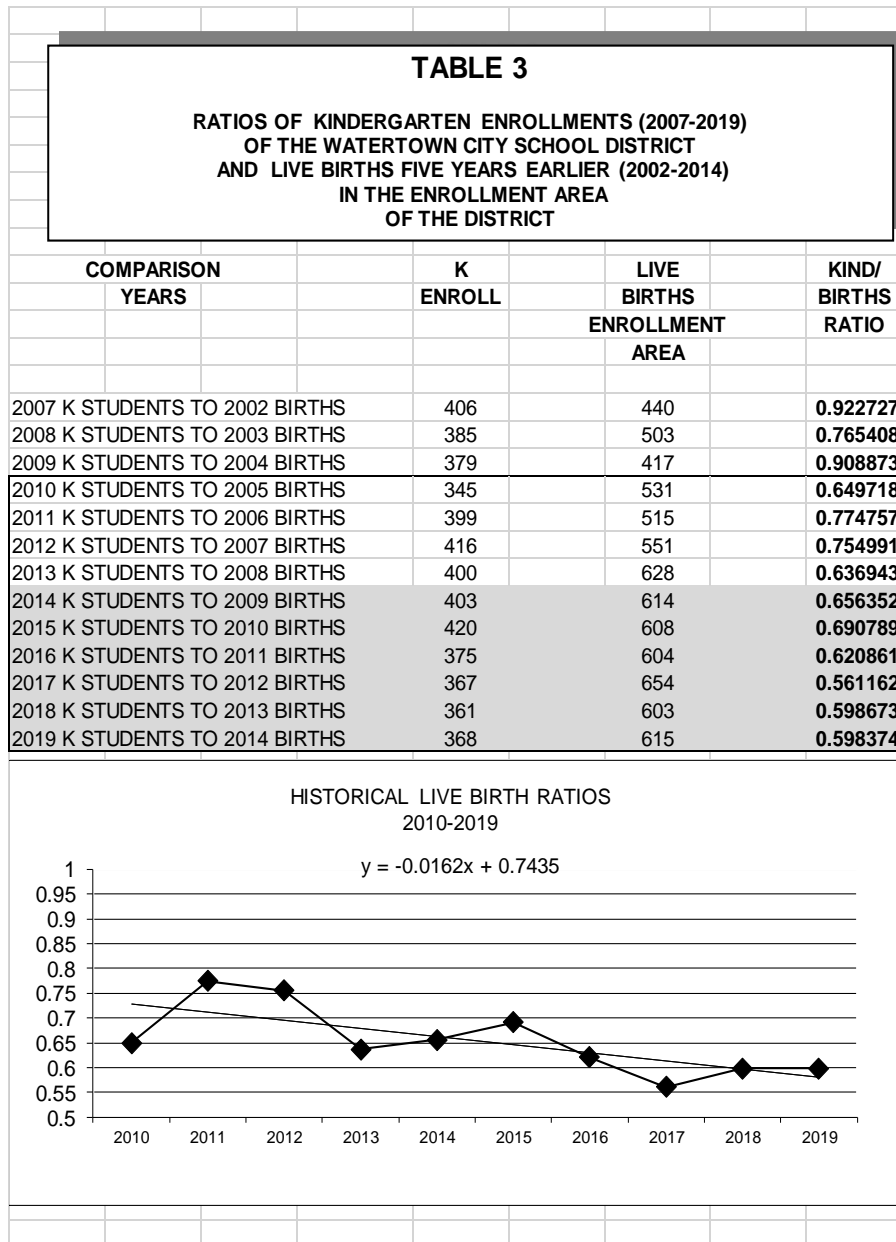 TABLE 3
RATIOS OF KINDERGARTEN ENROLLMENTS (2007-2019)
OF THE WATERTOWN CITY SCHOOL DISTRICT
AND LIVE BIRTHS FIVE YEARS EARLIER (2002-2014)
IN THE ENROLLMENT AREA
OF THE DISTRICT
COMPARISON K LIVE KIND/
YEARS ENROLL BIRTHS BIRTHS
ENROLLMENT RATIO
AREA
2007 K STUDENTS TO 2002 BIRTHS 406 440 0.922727
2008 K STUDENTS TO 2003 BIRTHS 385 503 0.765408
2009 K STUDENTS TO 2004 BIRTHS 379 417 0.908873
2010 K STUDENTS TO 2005 BIRTHS 345 531 0.649718
2011 K STUDENTS TO 2006 BIRTHS 399 515 0.774757
2012 K STUDENTS TO 2007 BIRTHS 416 551 0.754991
2013 K STUDENTS TO 2008 BIRTHS 400 628 0.636943
2014 K STUDENTS TO 2009 BIRTHS 403 614 0.656352
2015 K STUDENTS TO 2010 BIRTHS 420 608 0.690789
2016 K STUDENTS TO 2011 BIRTHS 375 604 0.620861
2017 K STUDENTS TO 2012 BIRTHS 367 654 0.561162
2018 K STUDENTS TO 2013 BIRTHS 361 603 0.598673
2019 K STUDENTS TO 2014 BIRTHS 368 615 0.598374
HISTORICAL LIVE BIRTH RATIOS
2010-2019
y = -0.0162x + 0.7435
1
0.95
0.9
0.85
0.8
0.75
0.7
0.65
0.6
0.55
0.5
2010 2011 2012 2013 2014 2015 2016 2017 2018 2019